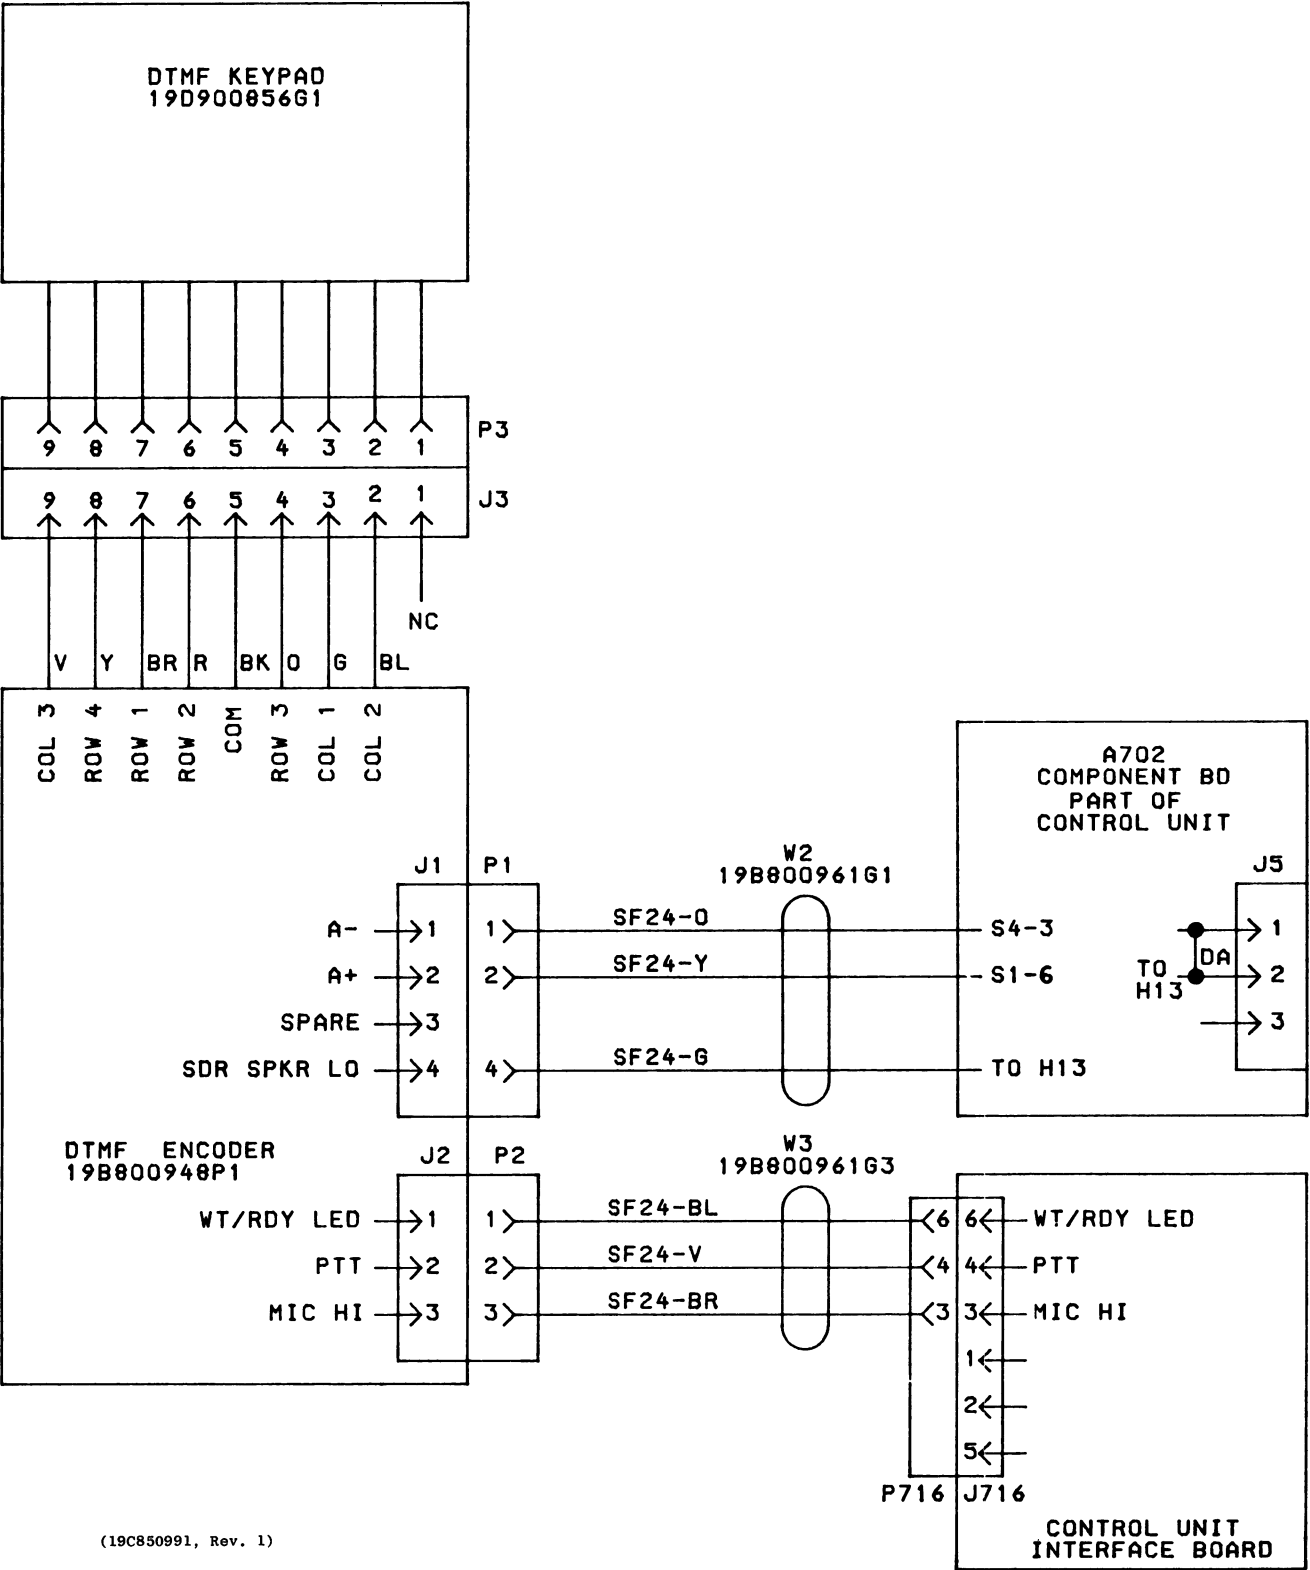 DTMF KEYPAD
19D900856G1
9 8 7 6 5 4 3 2 1
P3
9 8 7 6 5 4 3 2 1
J3
NC
V Y BR R BK O G BL
COL 3
ROW 4
ROW 1
ROW 2
COM
ROW 3
COL 1
COL 2
A702
COMPONENT BD
PART OF
CONTROL UNIT
W2
19B800961G1
J1 P1
J5
A- 1 1 SF24-O S4-3 1
A+ 2 2 SF24-Y S1-6 2
DA
TO
H13
SPARE 3 3
SDR SPKR LO 4 4 SF24-G TO H13
DTMF ENCODER
19B800948P1
J2 P2
W3
19B800961G3
WT/RDY LED 1 1 SF24-BL 6 6 WT/RDY LED
PTT 2 2 SF24-V 4 4 PTT
MIC HI 3 3 SF24-BR 3 3 MIC HI
1
2
5
P716 J716
CONTROL UNIT
INTERFACE BOARD
(19C850991, Rev. 1)